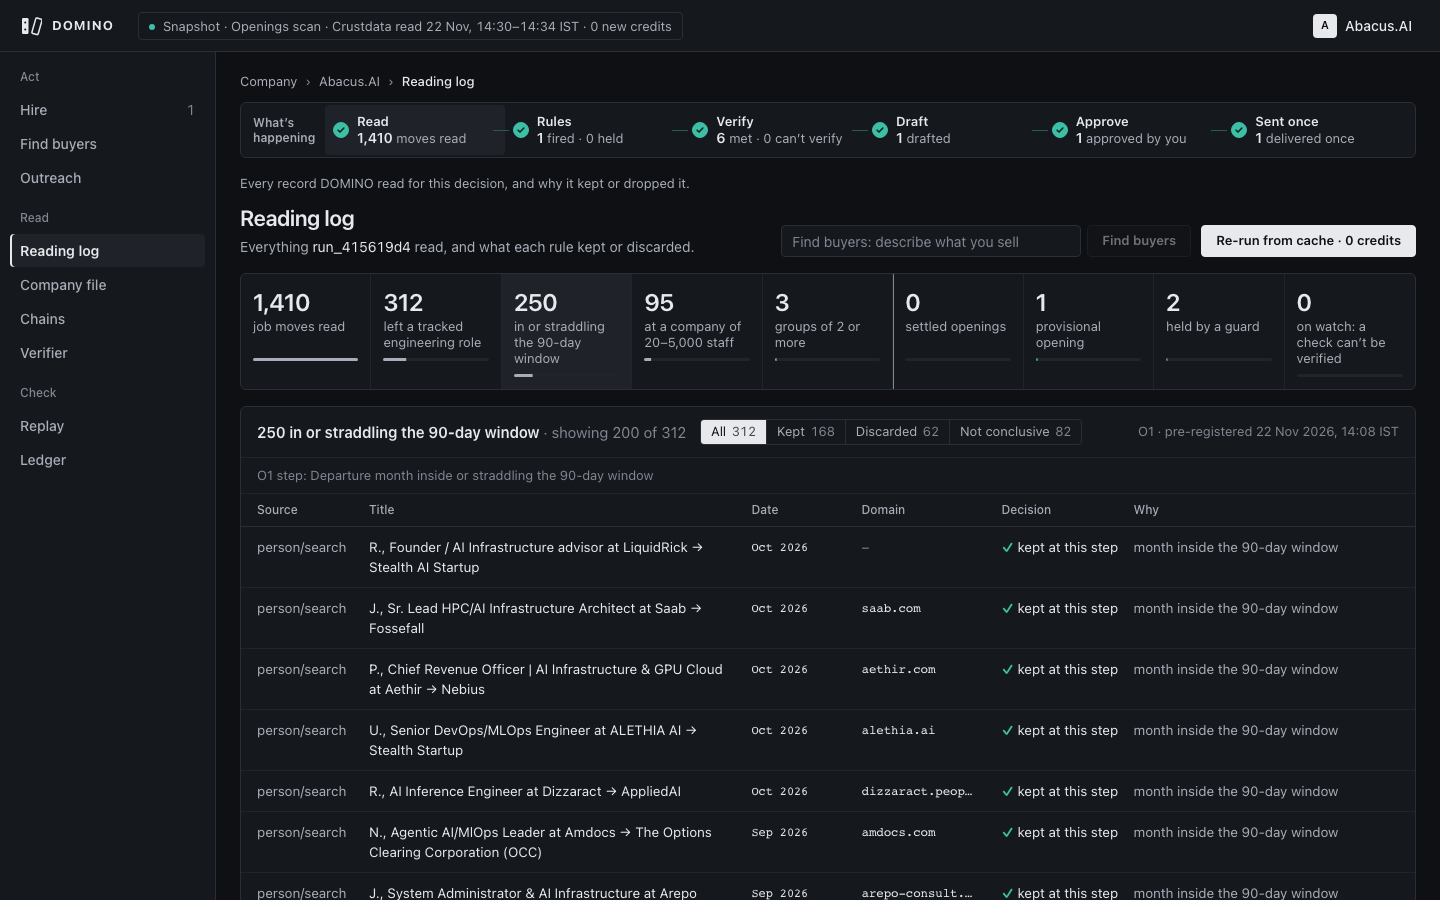 DOMINO
Snapshot · Openings scan · Crustdata read 22 Nov, 14:30–14:34 IST · 0 new credits
A Abacus.AI
Act
Hire 1
Find buyers
Outreach
Read
Reading log
Company file
Chains
Verifier
Check
Replay
Ledger
Company › Abacus.AI › Reading log
What's happening
Read
1,410 moves read
Rules
1 fired · 0 held
Verify
6 met · 0 can't verify
Draft
1 drafted
Approve
1 approved by you
Sent once
1 delivered once
Every record DOMINO read for this decision, and why it kept or dropped it.
Reading log
Everything run_415619d4 read, and what each rule kept or discarded.
Find buyers: describe what you sell
Find buyers
Re-run from cache · 0 credits
1,410
job moves read
312
left a tracked
engineering role
250
in or straddling
the 90-day
window
95
at a company of
20–5,000 staff
3
groups of 2 or
more
0
settled openings
1
provisional
opening
2
held by a guard
0
on watch: a
check can't be
verified
250 in or straddling the 90-day window · showing 200 of 312
All 312 Kept 168 Discarded 62 Not conclusive 82
O1 · pre-registered 22 Nov 2026, 14:08 IST
O1 step: Departure month inside or straddling the 90-day window
Source Title Date Domain Decision Why
person/search R., Founder / AI Infrastructure advisor at LiquidRick → Oct 2026 – ✓ kept at this step month inside the 90-day window
Stealth AI Startup
person/search J., Sr. Lead HPC/AI Infrastructure Architect at Saab → Oct 2026 saab.com ✓ kept at this step month inside the 90-day window
Fossefall
person/search P., Chief Revenue Officer | AI Infrastructure & GPU Cloud Oct 2026 aethir.com ✓ kept at this step month inside the 90-day window
at Aethir → Nebius
person/search U., Senior DevOps/MLOps Engineer at ALETHIA AI → Oct 2026 alethia.ai ✓ kept at this step month inside the 90-day window
Stealth Startup
person/search R., AI Inference Engineer at Dizzaract → AppliedAI Oct 2026 dizzaract.peop… ✓ kept at this step month inside the 90-day window
person/search N., Agentic AI/MlOps Leader at Amdocs → The Options Sep 2026 amdocs.com ✓ kept at this step month inside the 90-day window
Clearing Corporation (OCC)
person/search J., System Administrator & AI Infrastructure at Arepo Sep 2026 arepo-consult.… ✓ kept at this step month inside the 90-day window